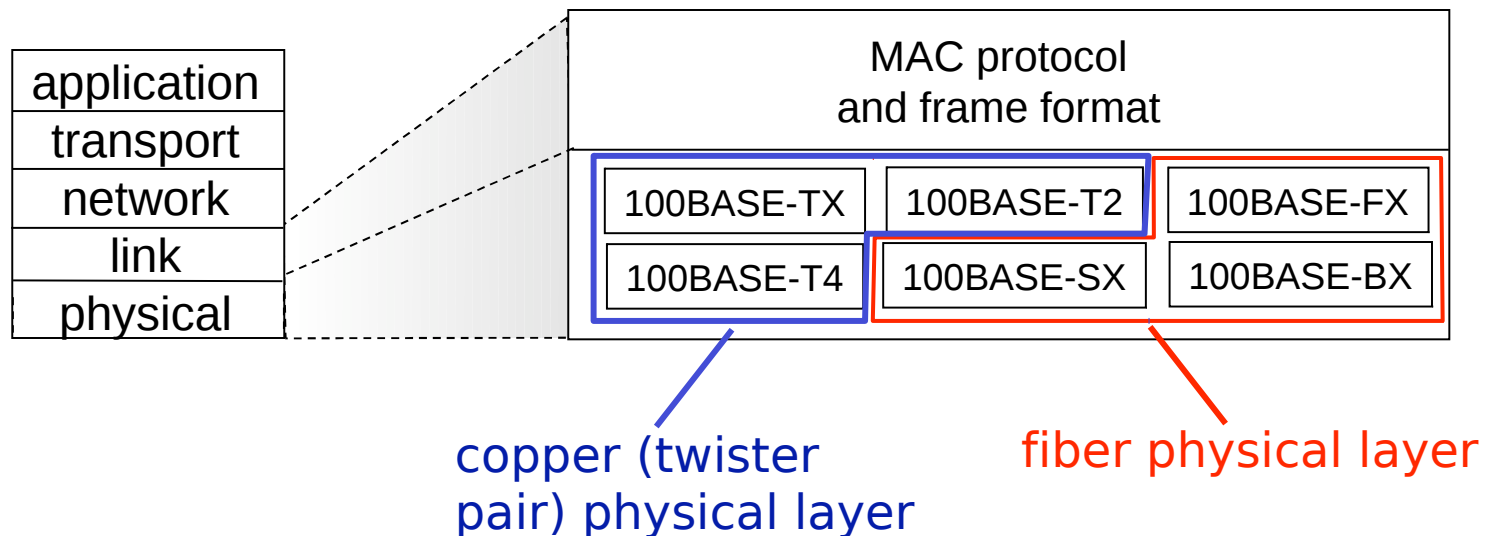 application
transport
network
link
physical
MAC protocol
and frame format
100BASE-TX
100BASE-T2
100BASE-FX
100BASE-T4
100BASE-SX
100BASE-BX
copper (twister
pair) physical layer
fiber physical layer